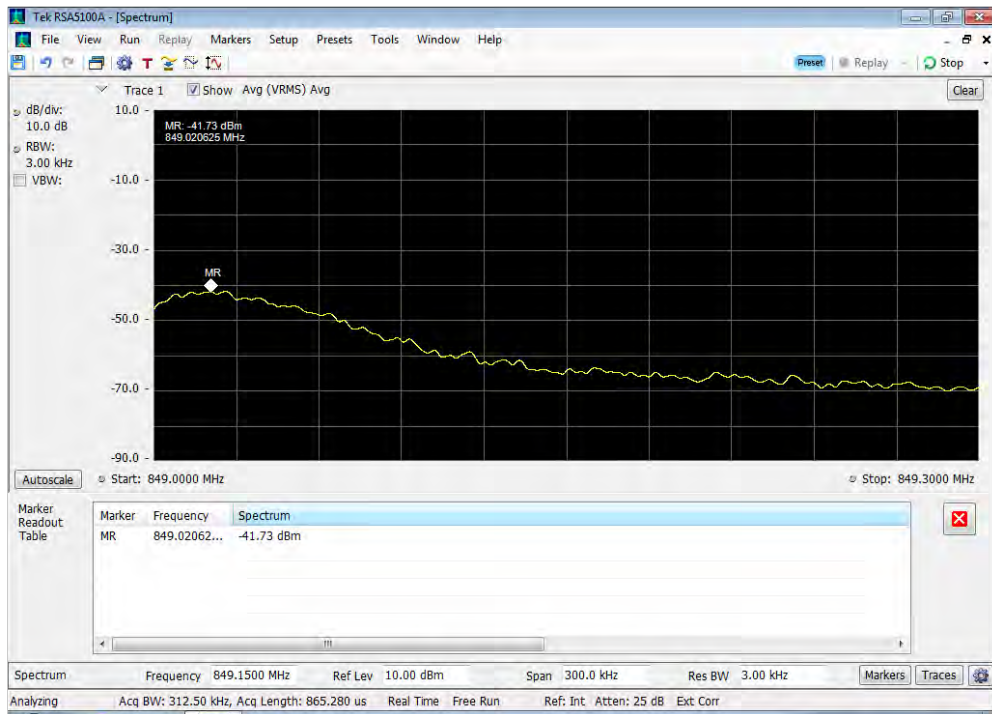 Tek RSA5100A - [Spectrum]
File View Run Replay Markers Setup Presets Tools Window Help
T Preset Replay Stop
Trace 1 Show Avg (VRMS) Avg Clear
dB/div:
10.0 dB
RBW:
3.00 kHz
VBW:
10.0
-10.0
-30.0
-50.0
-70.0
-90.0
MR: -41.73 dBm
849.020625 MHz
MR
Autoscale Start: 849.0000 MHz Stop: 849.3000 MHz
Marker
Readout
Table
Marker Frequency Spectrum
MR 849.02062... -41.73 dBm
Spectrum Frequency 849.1500 MHz Ref Lev 10.00 dBm Span 300.0 kHz Res BW 3.00 kHz Markers Traces
Analyzing Acq BW: 312.50 kHz, Acq Length: 865.280 us Real Time Free Run Ref: Int Atten: 25 dB Ext Corr